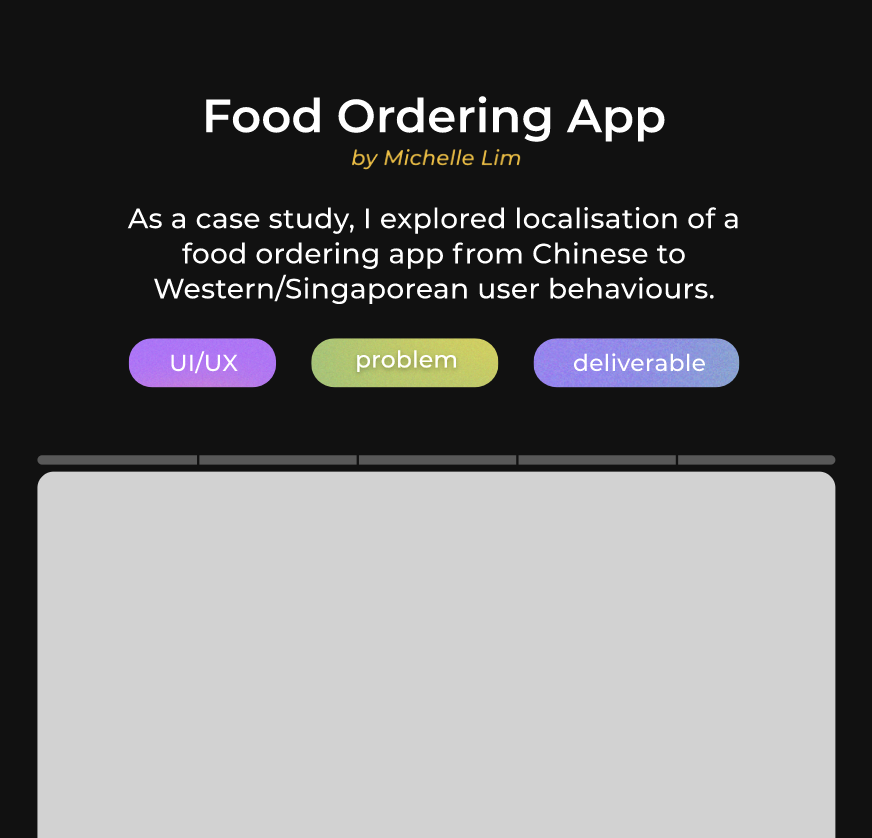 Food Ordering App
by Michelle Lim
As a case study, I explored localisation of a
food ordering app from Chinese to
Western/Singaporean user behaviours.
UI/UX
problem
deliverable